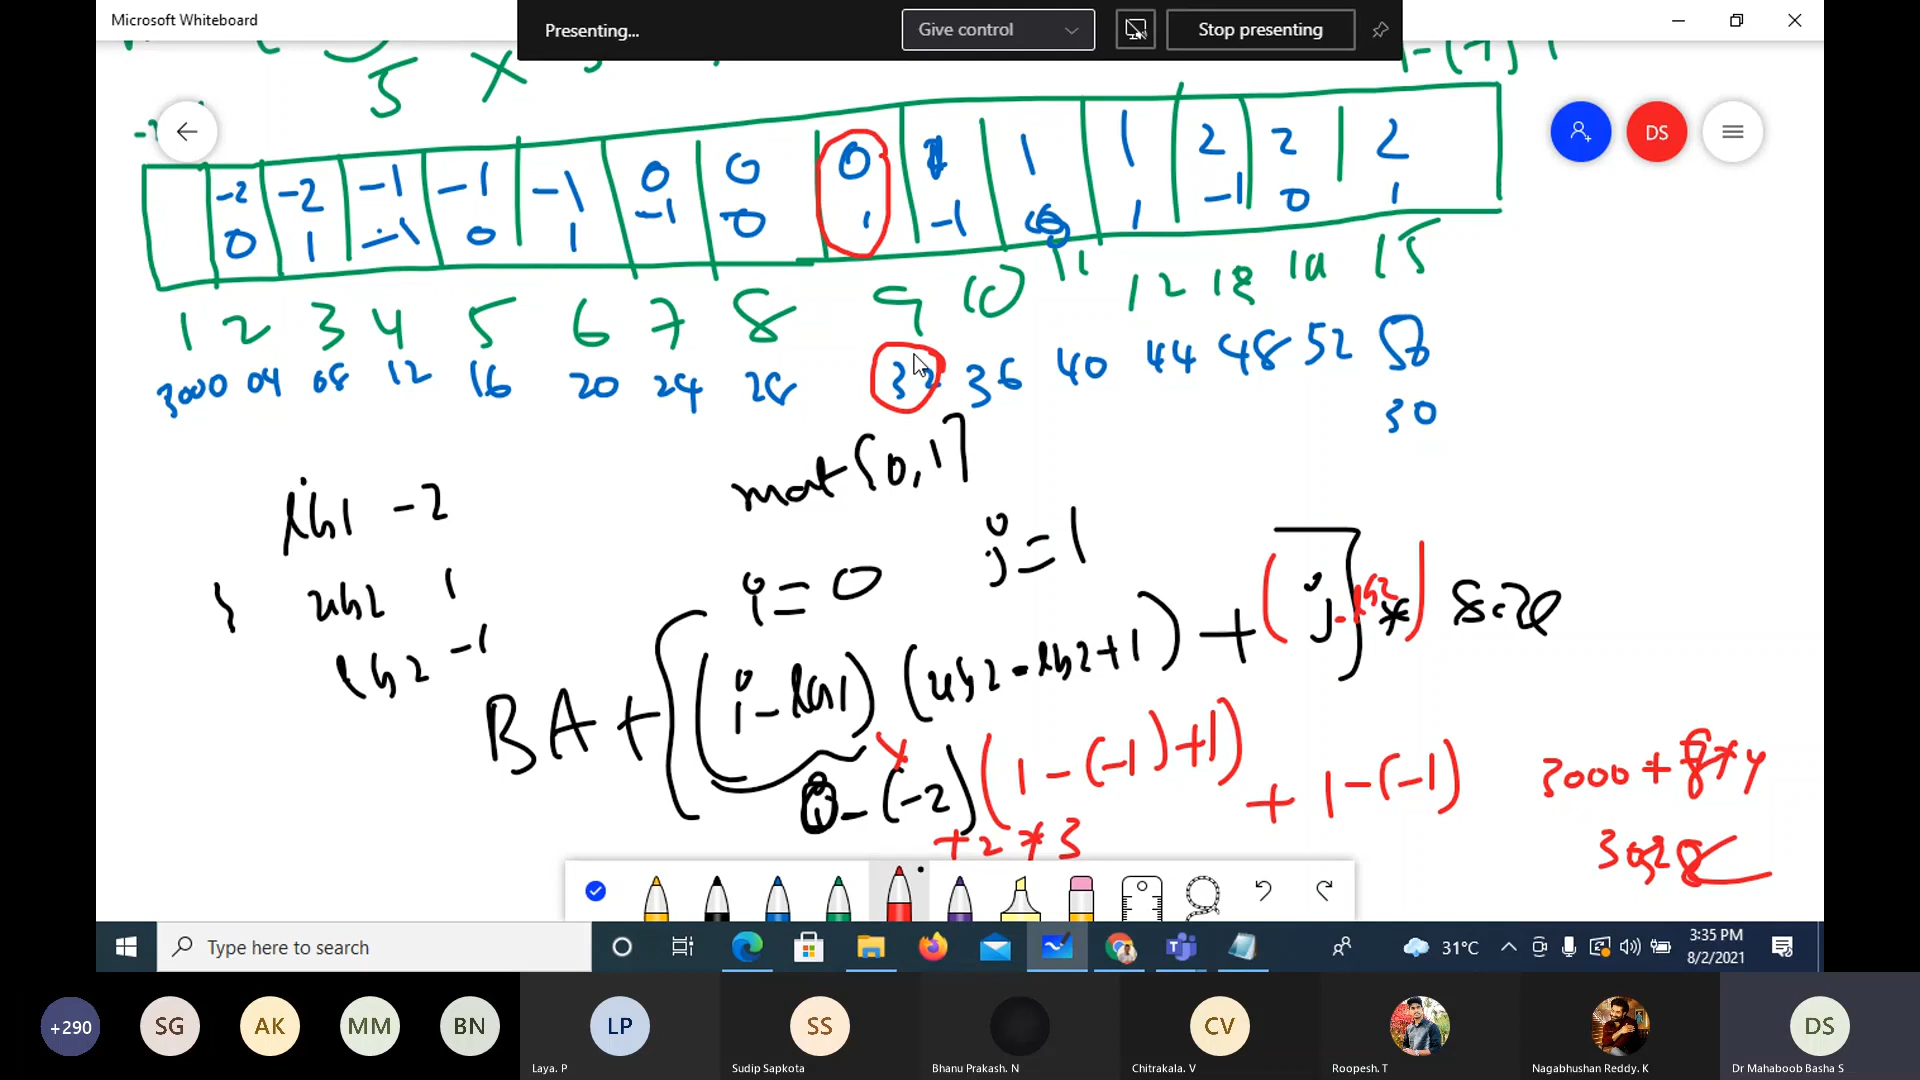 Microsoft Whiteboard
Presenting...
Give control
Stop presenting
5 X
DS
-2 -2 -1 -1 -1 0 0 0 1 1 1 2 2 2
0 1 -1 0 1 -1 0 1 -1 0 1 -1 0 1
1 2 3 4 5 6 7 8 9 10 11 12 13 14 15
3000 04 08 12 16 20 24 28 32 36 40 44 48 52 56
30
mat[0,1]
lb1 -2
i=0 j=1
ub2 1
lb2 -1
BA+[(i-lb1)(ub2-lb2+1)+(j-lb2)]* size
0-(-2)(1-(-1)+1)+1-(-1)
+2*3
3000+8*4
3032
Type here to search
31°C
3:35 PM
8/2/2021
+290
SG
AK
MM
BN
LP
SS
CV
DS
Laya. P
Sudip Sapkota
Bhanu Prakash. N
Chitrakala. V
Roopesh. T
Nagabhushan Reddy. K
Dr Mahaboob Basha S